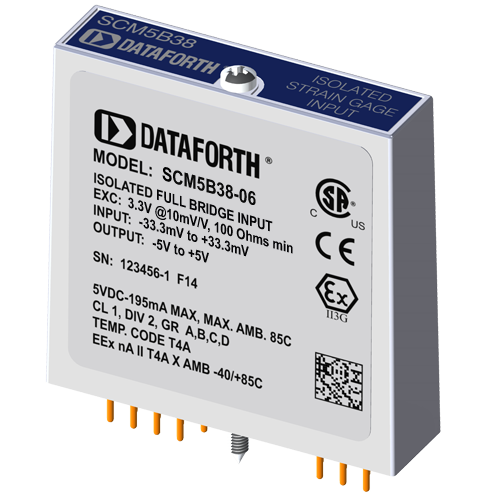 SCM5B38
DATAFORTH
ISOLATED
STRAIN GAGE
INPUT
DATAFORTH®
MODEL: SCM5B38-06
ISOLATED FULL BRIDGE INPUT
EXC: 3.3V @10mV/V, 100 Ohms min
INPUT: -33.3mV to +33.3mV
OUTPUT: -5V to +5V
SN: 123456-1 F14
5VDC-195mA MAX, MAX. AMB. 85C
CL 1, DIV 2, GR A,B,C,D
TEMP. CODE T4A
EEx nA II T4A X AMB -40/+85C
C SA US
CE
Ex
II3G